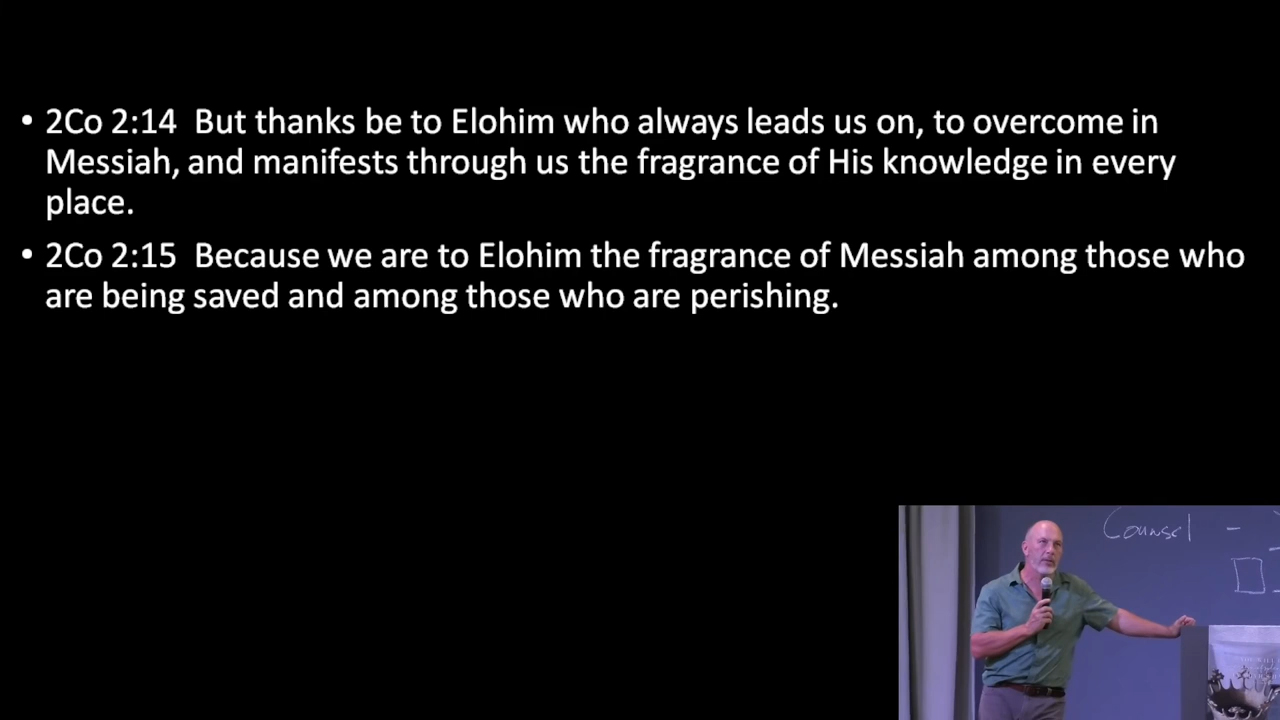 • 2Co 2:14 But thanks be to Elohim who always leads us on, to overcome in
Messiah, and manifests through us the fragrance of His knowledge in every
place.
• 2Co 2:15 Because we are to Elohim the fragrance of Messiah among those who
are being saved and among those who are perishing.
Counsel -